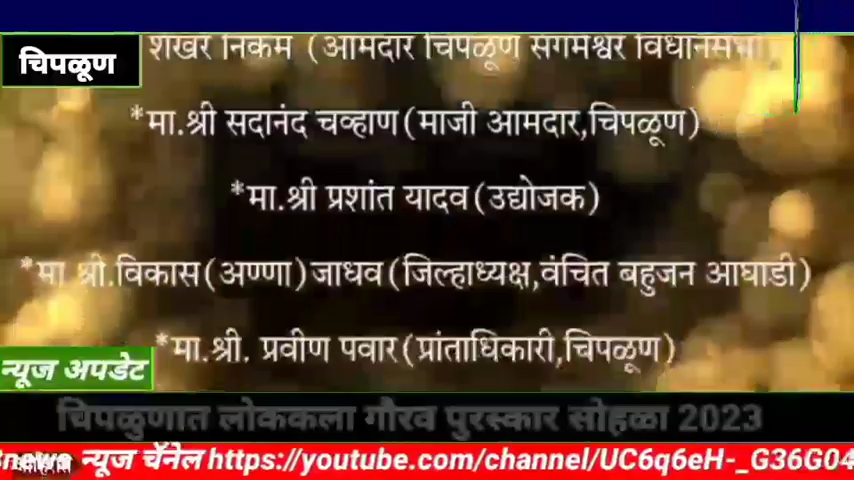 चिपळूण
शेखर निकम (आमदार चिपळूण संगमेश्वर विधानसभा)
*मा.श्री सदानंद चव्हाण(माजी आमदार,चिपळूण)
*मा.श्री प्रशांत यादव(उद्योजक)
*मा श्री.विकास(अण्णा)जाधव(जिल्हाध्यक्ष,वंचित बहुजन आघाडी)
*मा.श्री. प्रवीण पवार(प्रांताधिकारी,चिपळूण)
न्यूज अपडेट
चिपळुणात लोककला गौरव पुरस्कार सोहळा 2023
news न्यूज चॅनेल https://youtube.com/channel/UC6q6eH-_G36G04